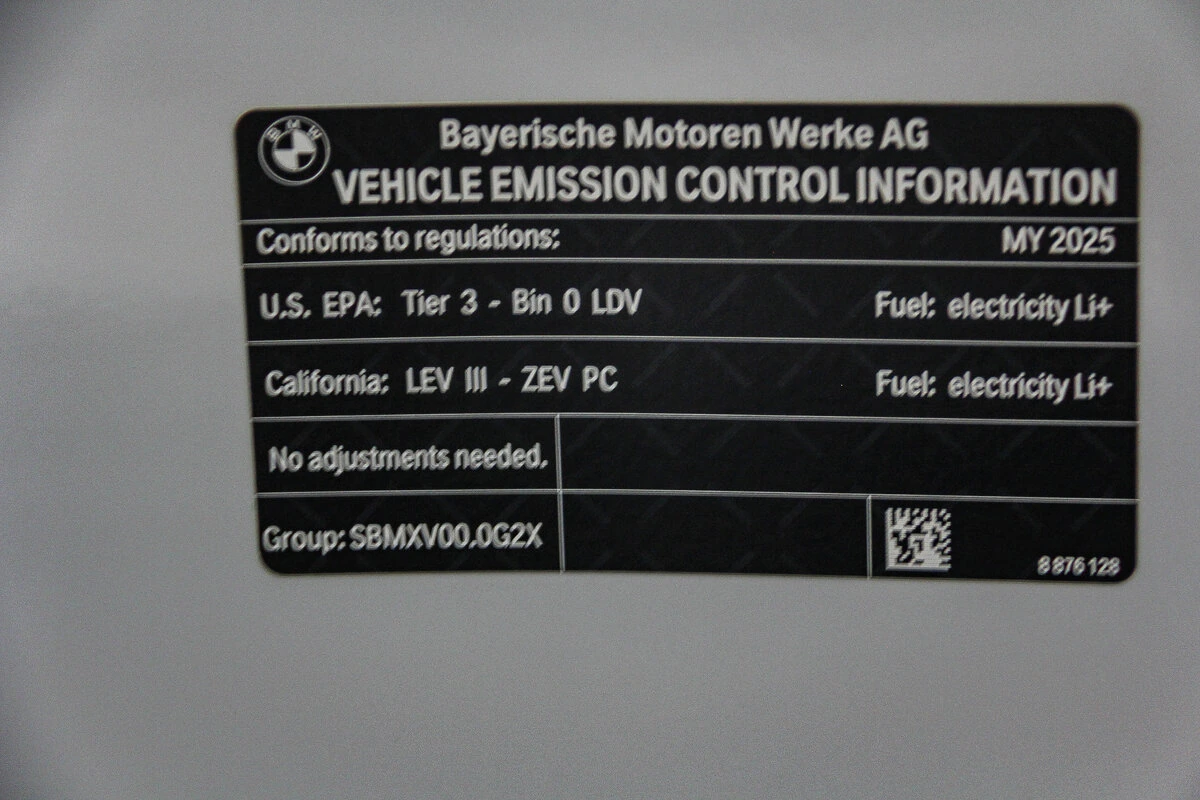 BMW
Bayerische Motoren Werke AG
VEHICLE EMISSION CONTROL INFORMATION
Conforms to regulations: MY 2025
U.S. EPA: Tier 3 - Bin 0 LDV Fuel: electricity Li+
California: LEV III - ZEV PC Fuel: electricity Li+
No adjustments needed.
Group: SBMXV00.0G2X
8 876 128